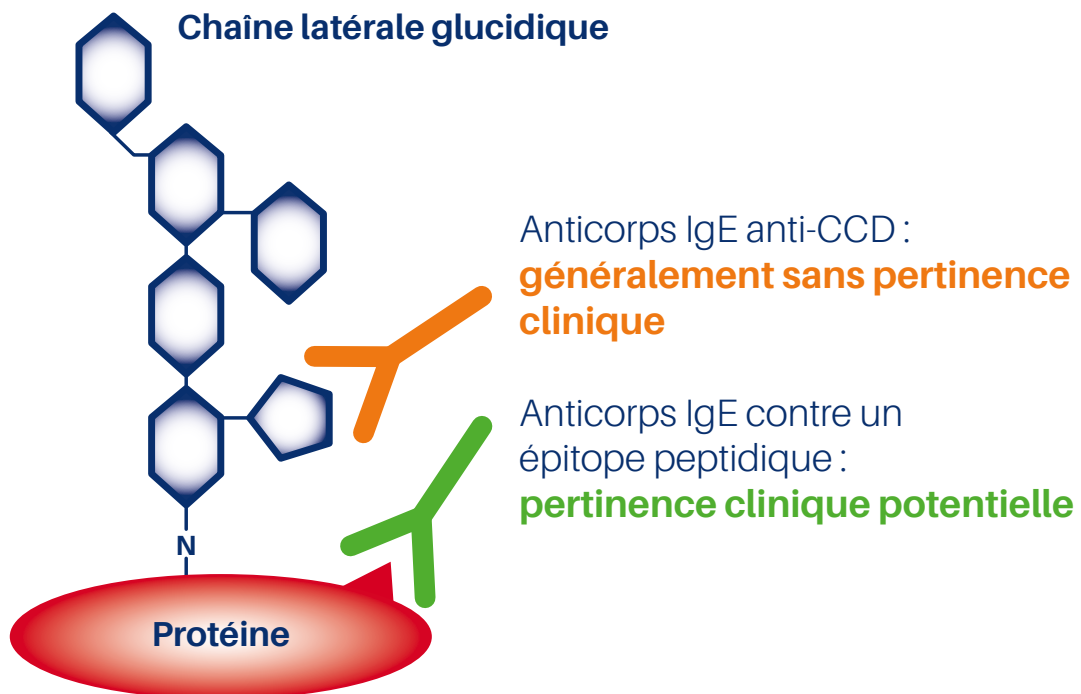 Chaîne latérale glucidique
Anticorps IgE anti-CCD :
généralement sans pertinence
clinique
Anticorps IgE contre un
épitope peptidique :
pertinence clinique potentielle
N
Protéine